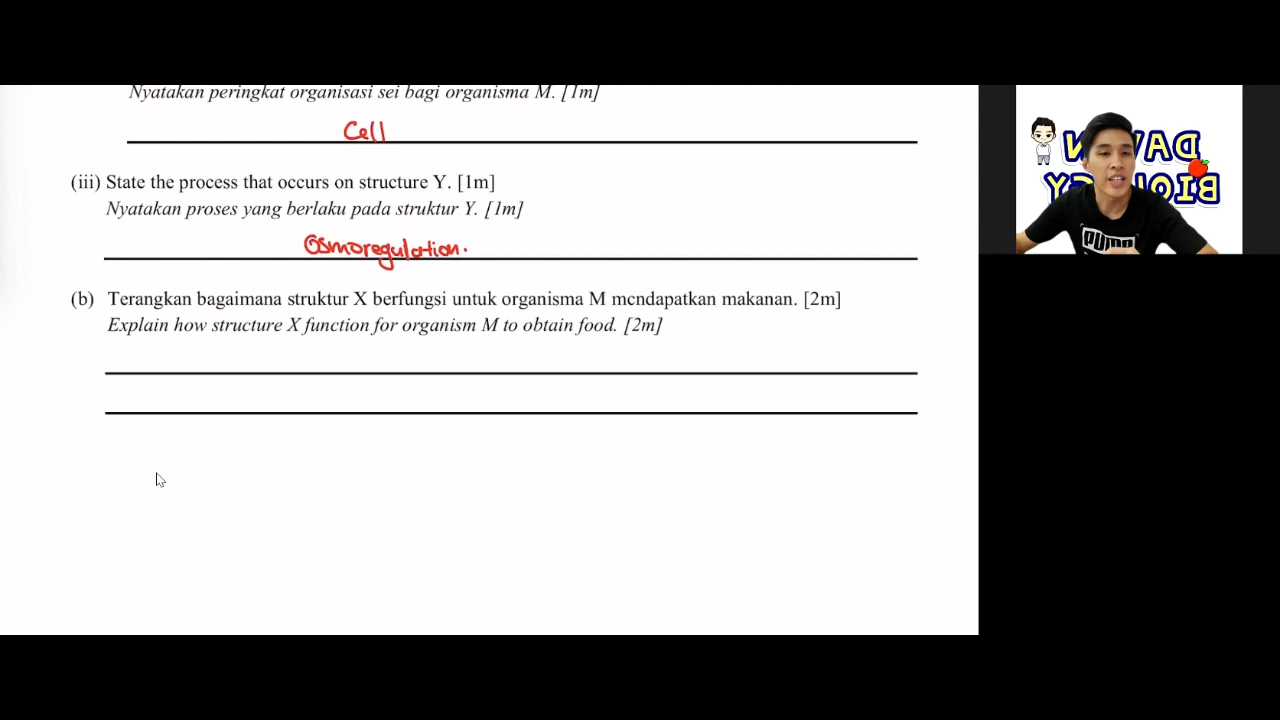 Nyatakan peringkat organisasi sei bagi organisma M. [1m]
Cell
(iii) State the process that occurs on structure Y. [1m]
Nyatakan proses yang berlaku pada struktur Y. [1m]
Osmoregulation.
(b) Terangkan bagaimana struktur X berfungsi untuk organisma M mcndapatkan makanan. [2m]
Explain how structure X function for organism M to obtain food. [2m]
PUMA